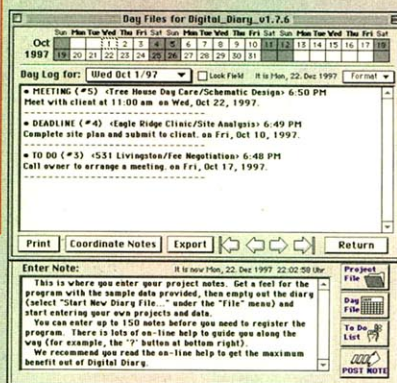 Day Files for Digital_Diary_v1.7.6
Sun Mon Tue Wed Thu Fri Sat Sun Mon Tue Wed Thu Fri Sat Sun Mon Tue Wed Thu Fri Sat
Oct 1 2 3 4 5 6 7 8 9 10 11 12 13 14 15 16 17 18
1997 19 20 21 22 23 24 25 26 27 28 29 30 31
Day Log for: Wed Oct 1/97 Lock Field It is Mon, 22. Dez 1997 Format
• MEETING (#5) <Tree House Day Care/Schematic Design> 6:50 PM
Meet with client at 11:00 am on Wed, Oct 22, 1997.
--------------------
• DEADLINE (#4) <Eagle Ridge Clinic/Site Analysis> 6:49 PM
Complete site plan and submit to client. on Fri, Oct 10, 1997.
--------------------
• TO DO (#3) <531 Livingston/Fee Negotiation> 6:48 PM
Call owner to arrange a meeting. on Fri, Oct 17, 1997.
--------------------
Print Coordinate Notes Export Return
Enter Note: It is now Mon, 22. Dez 1997 22:02:58 Uhr
This is where you enter your project notes. Get a feel for the
program with the sample data provided, then empty out the diary
(select "Start New Diary File..." under the "File" menu) and
start entering your own projects and data.
You can enter up to 150 notes before you need to register the
program. There is lots of on-line help to guide you along the
way (for example, the '?' button at bottom right).
We recommend you read the on-line help to get the maximum
benefit out of Digital Diary.
Project
File
Day
File
To Do
List
POST NOTE